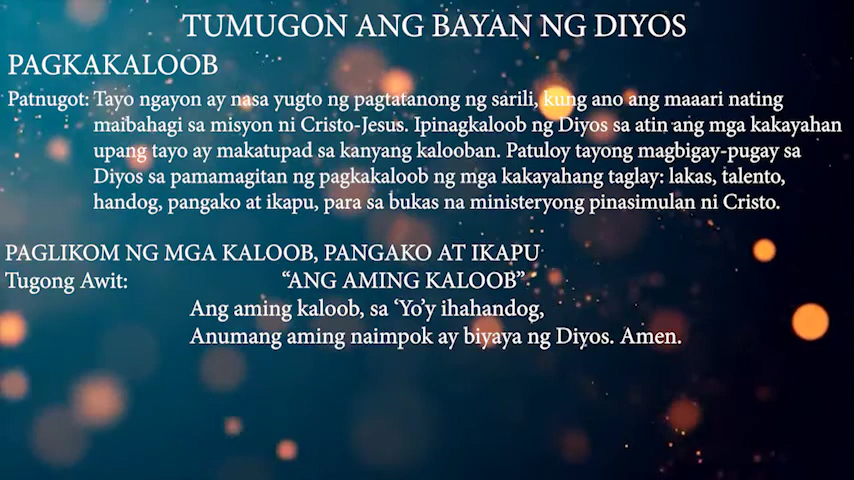 TUMUGON ANG BAYAN NG DIYOS
PAGKAKALOOB
Patnugot: Tayo ngayon ay nasa yugto ng pagtatanong ng sarili, kung ano ang maaari nating
maibahagi sa misyon ni Cristo-Jesus. Ipinagkaloob ng Diyos sa atin ang mga kakayahan
upang tayo ay makatupad sa kanyang kalooban. Patuloy tayong magbigay-pugay sa
Diyos sa pamamagitan ng pagkakaloob ng mga kakayahang taglay: lakas, talento,
handog, pangako at ikapu, para sa bukas na ministeryong pinasimulan ni Cristo.
PAGLIKOM NG MGA KALOOB, PANGAKO AT IKAPU
Tugong Awit: “ANG AMING KALOOB”
Ang aming kaloob, sa ‘Yo’y ihahandog,
Anumang aming naimpok ay biyaya ng Diyos. Amen.